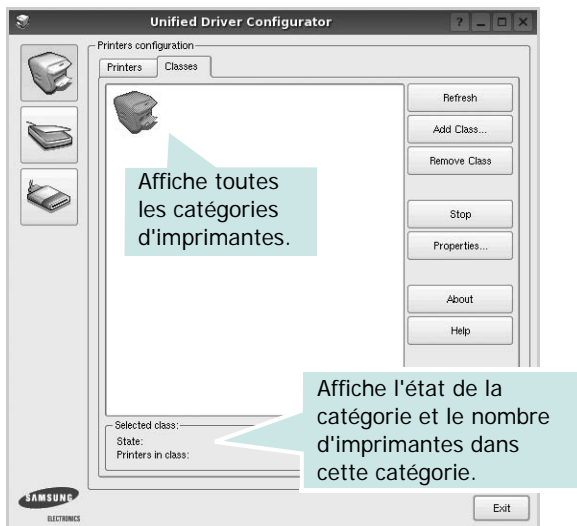 Unified Driver Configurator
Printers configuration
Printers
Classes
Refresh
Add Class...
Remove Class
Affiche toutes
les catégories
d'imprimantes.
Stop
Properties...
About
Help
Affiche l'état de la
catégorie et le nombre
d'imprimantes dans
cette catégorie.
Selected class:
State:
Printers in class:
SAMSUNG
ELECTRONICS
Exit